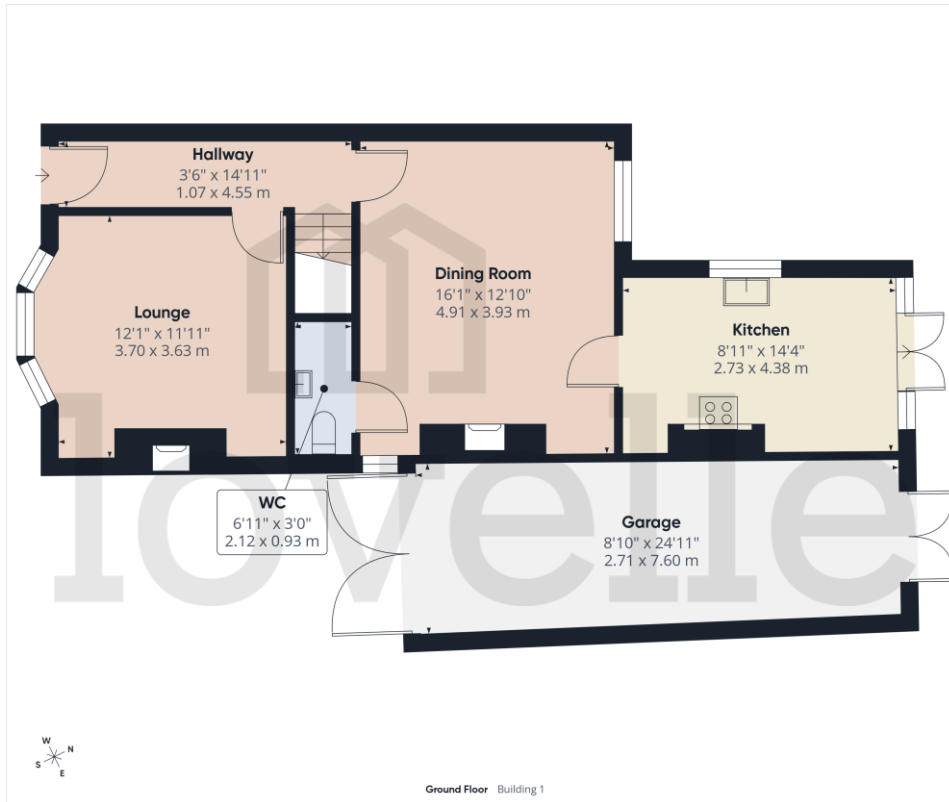 Hallway
3'6" x 14'11"
1.07 x 4.55 m
Lounge
12'1" x 11'11"
3.70 x 3.63 m
Dining Room
16'1" x 12'10"
4.91 x 3.93 m
Kitchen
8'11" x 14'4"
2.73 x 4.38 m
WC
6'11" x 3'0"
2.12 x 0.93 m
Garage
8'10" x 24'11"
2.71 x 7.60 m
lovelle
W
N
S
E
Ground Floor Building 1